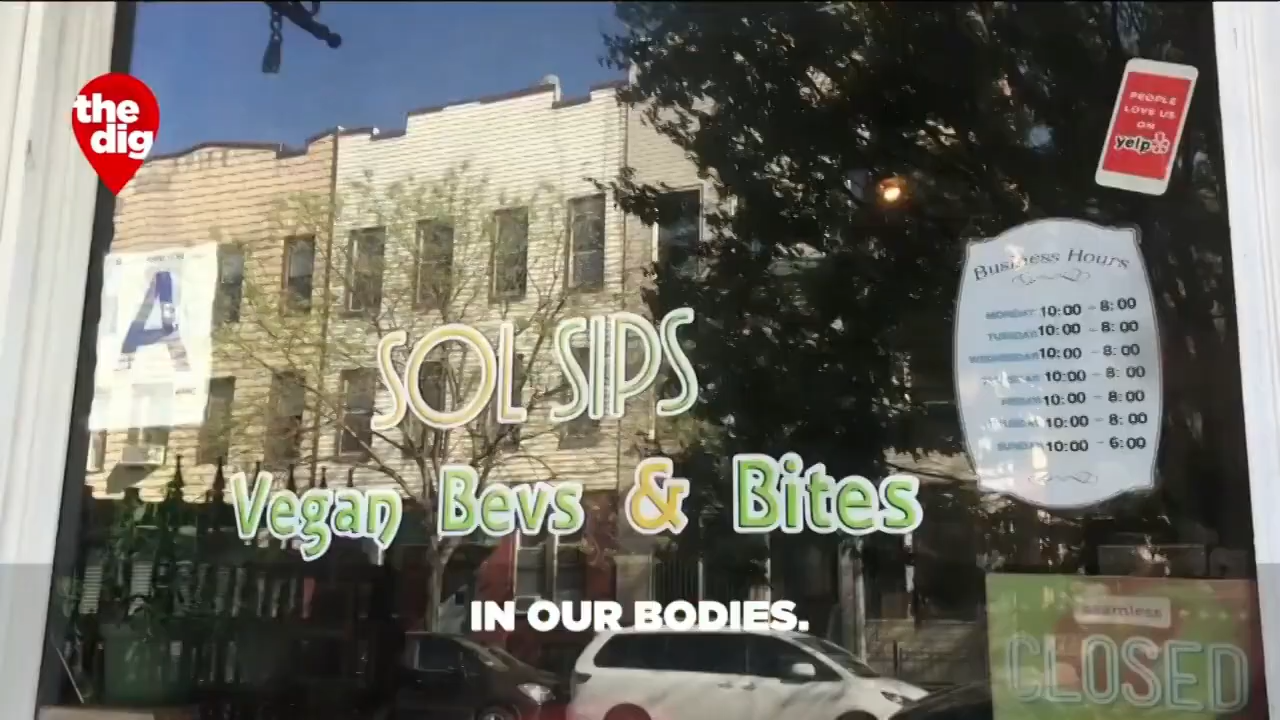 the
dig
PEOPLE
LOVE US
ON
yelp
Business Hours
MONDAY 10:00 - 8:00
TUESDAY 10:00 - 8:00
WEDNESDAY 10:00 - 8:00
10:00 - 8:00
10:00 - 8:00
10:00 - 8:00
SUNDAY 10:00 - 6:00
A
SOL SIPS
Vegan Bevs & Bites
IN OUR BODIES.
seamless
CLOSED